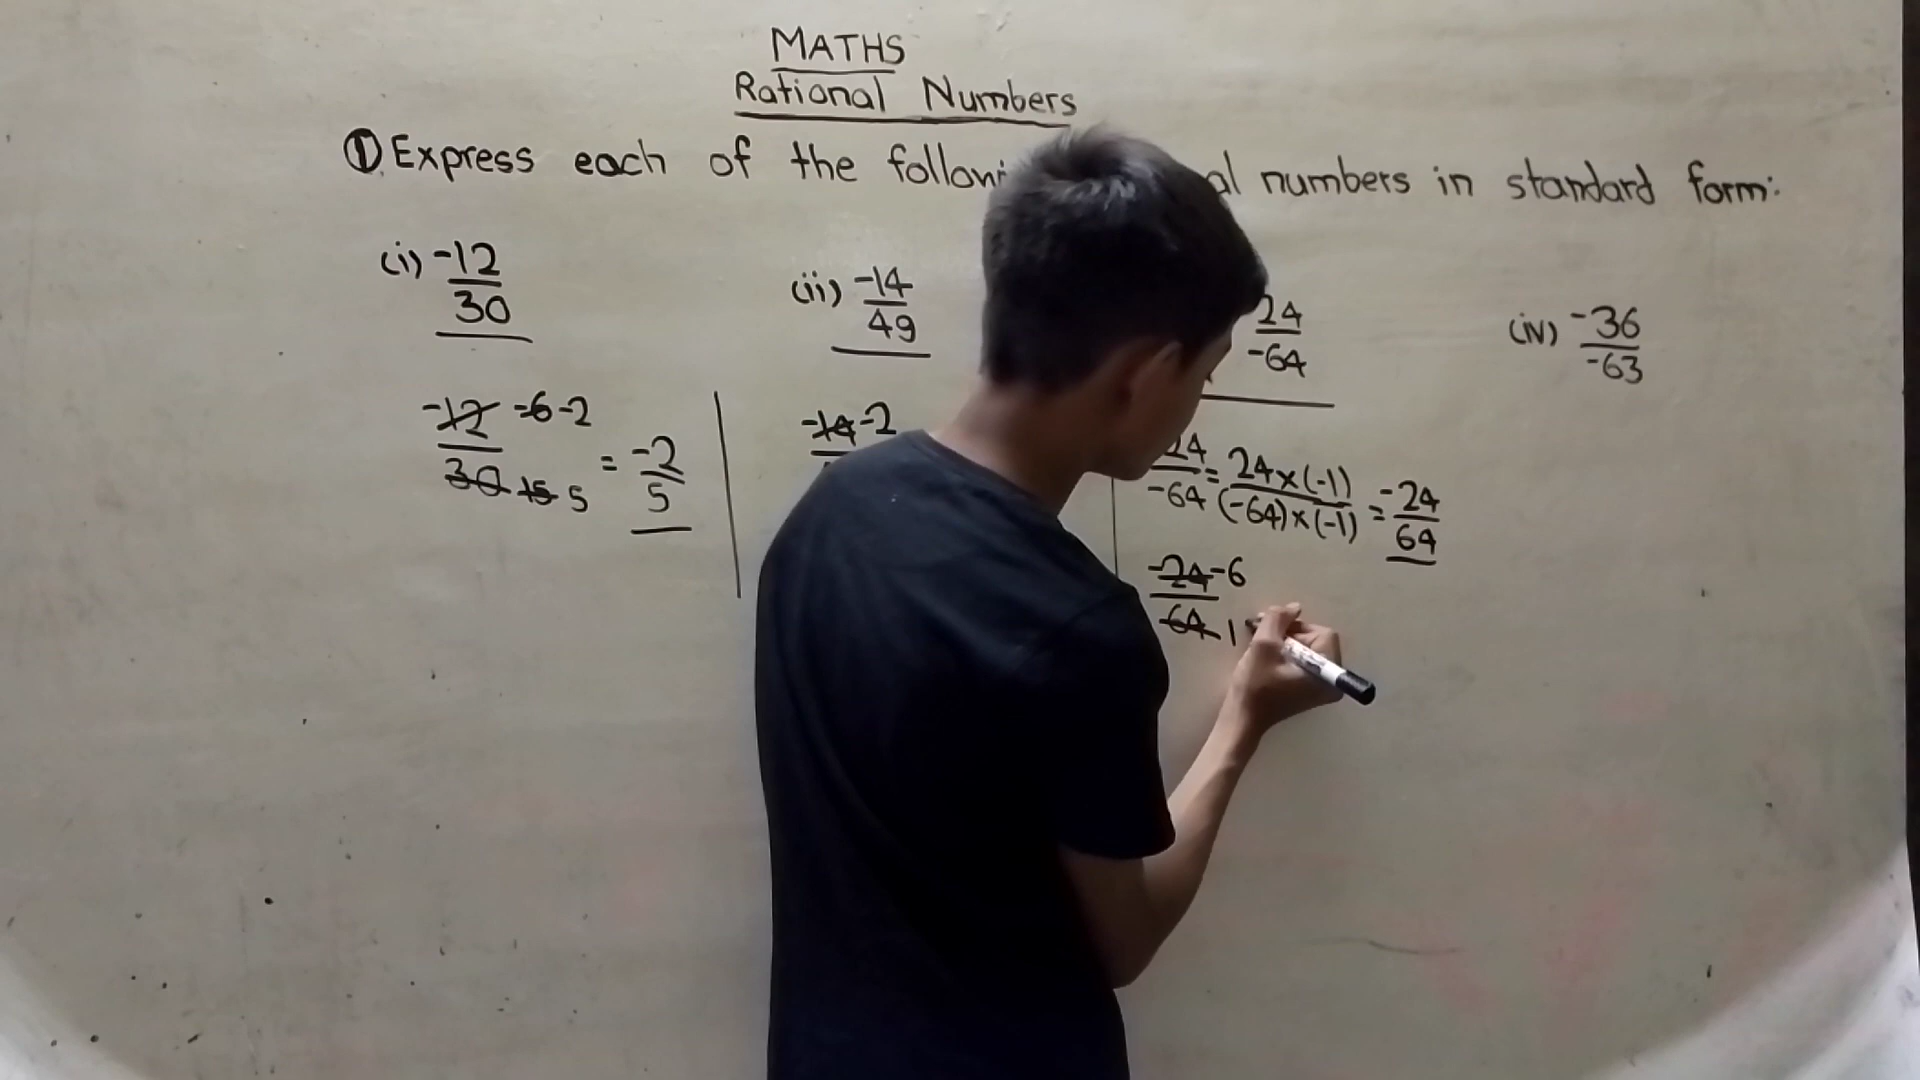 MATHS
Rational Numbers
① Express each of the al numbers in standard form:
(i) -12/30
(ii) -14/49
24/-64
(iv) -36/-63
-12/30 -6 -2 15 5 = -2/5
-14 -2
24/-64 = 24×(-1)/(-64)×(-1) = -24/64
-24/64 -6 1